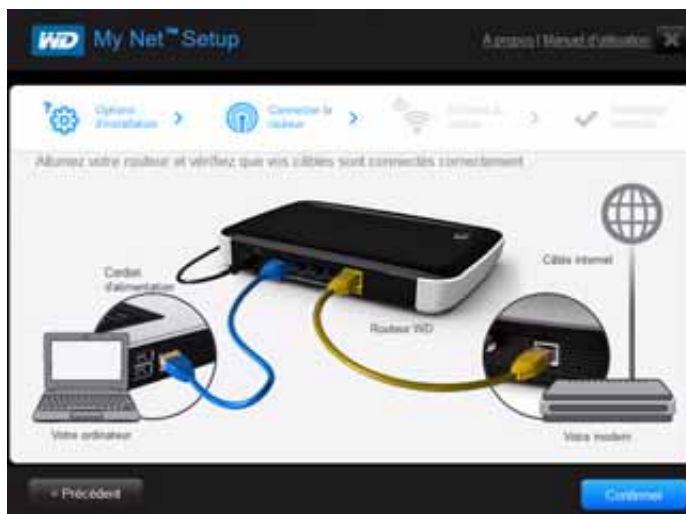 WD My Net™ Setup
A propos | Manuel d'utilisation
Options d'installation
Connecter le routeur
Allumez votre routeur et vérifiez que vos câbles sont connectés correctement
Cordon d'alimentation
Câble internet
Routeur WD
Votre ordinateur
Votre modem
« Précédent
Confirmer